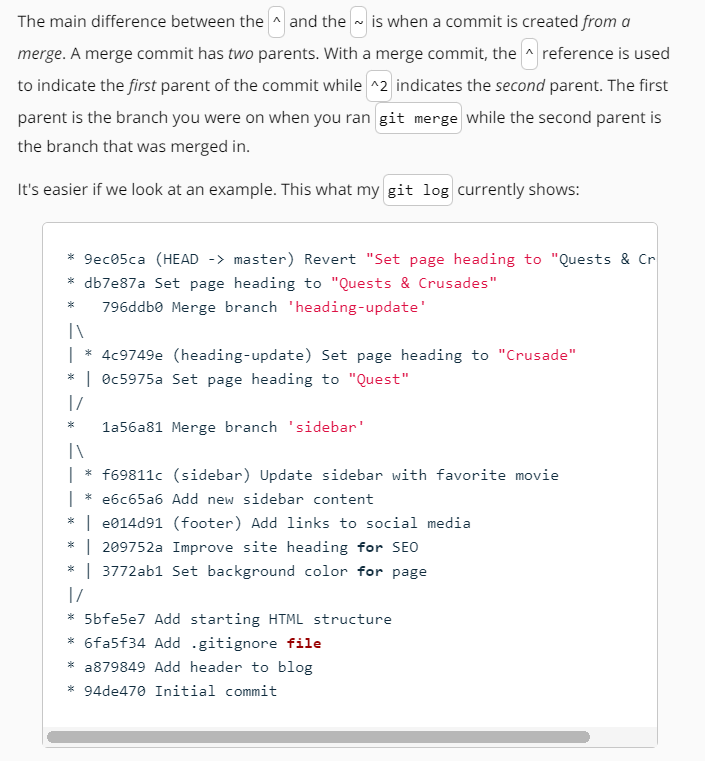 The main difference between the ^ and the ~ is when a commit is created from a
merge. A merge commit has two parents. With a merge commit, the ^ reference is used
to indicate the first parent of the commit while ^2 indicates the second parent. The first
parent is the branch you were on when you ran git merge while the second parent is
the branch that was merged in.
It's easier if we look at an example. This what my git log currently shows:
* 9ec05ca (HEAD -> master) Revert "Set page heading to "Quests & Cr
* db7e87a Set page heading to "Quests & Crusades"
*   796ddb0 Merge branch 'heading-update'
|\
| * 4c9749e (heading-update) Set page heading to "Crusade"
* | 0c5975a Set page heading to "Quest"
|/
*   1a56a81 Merge branch 'sidebar'
|\
| * f69811c (sidebar) Update sidebar with favorite movie
| * e6c65a6 Add new sidebar content
* | e014d91 (footer) Add links to social media
* | 209752a Improve site heading for SEO
* | 3772ab1 Set background color for page
|/
* 5bfe5e7 Add starting HTML structure
* 6fa5f34 Add .gitignore file
* a879849 Add header to blog
* 94de470 Initial commit